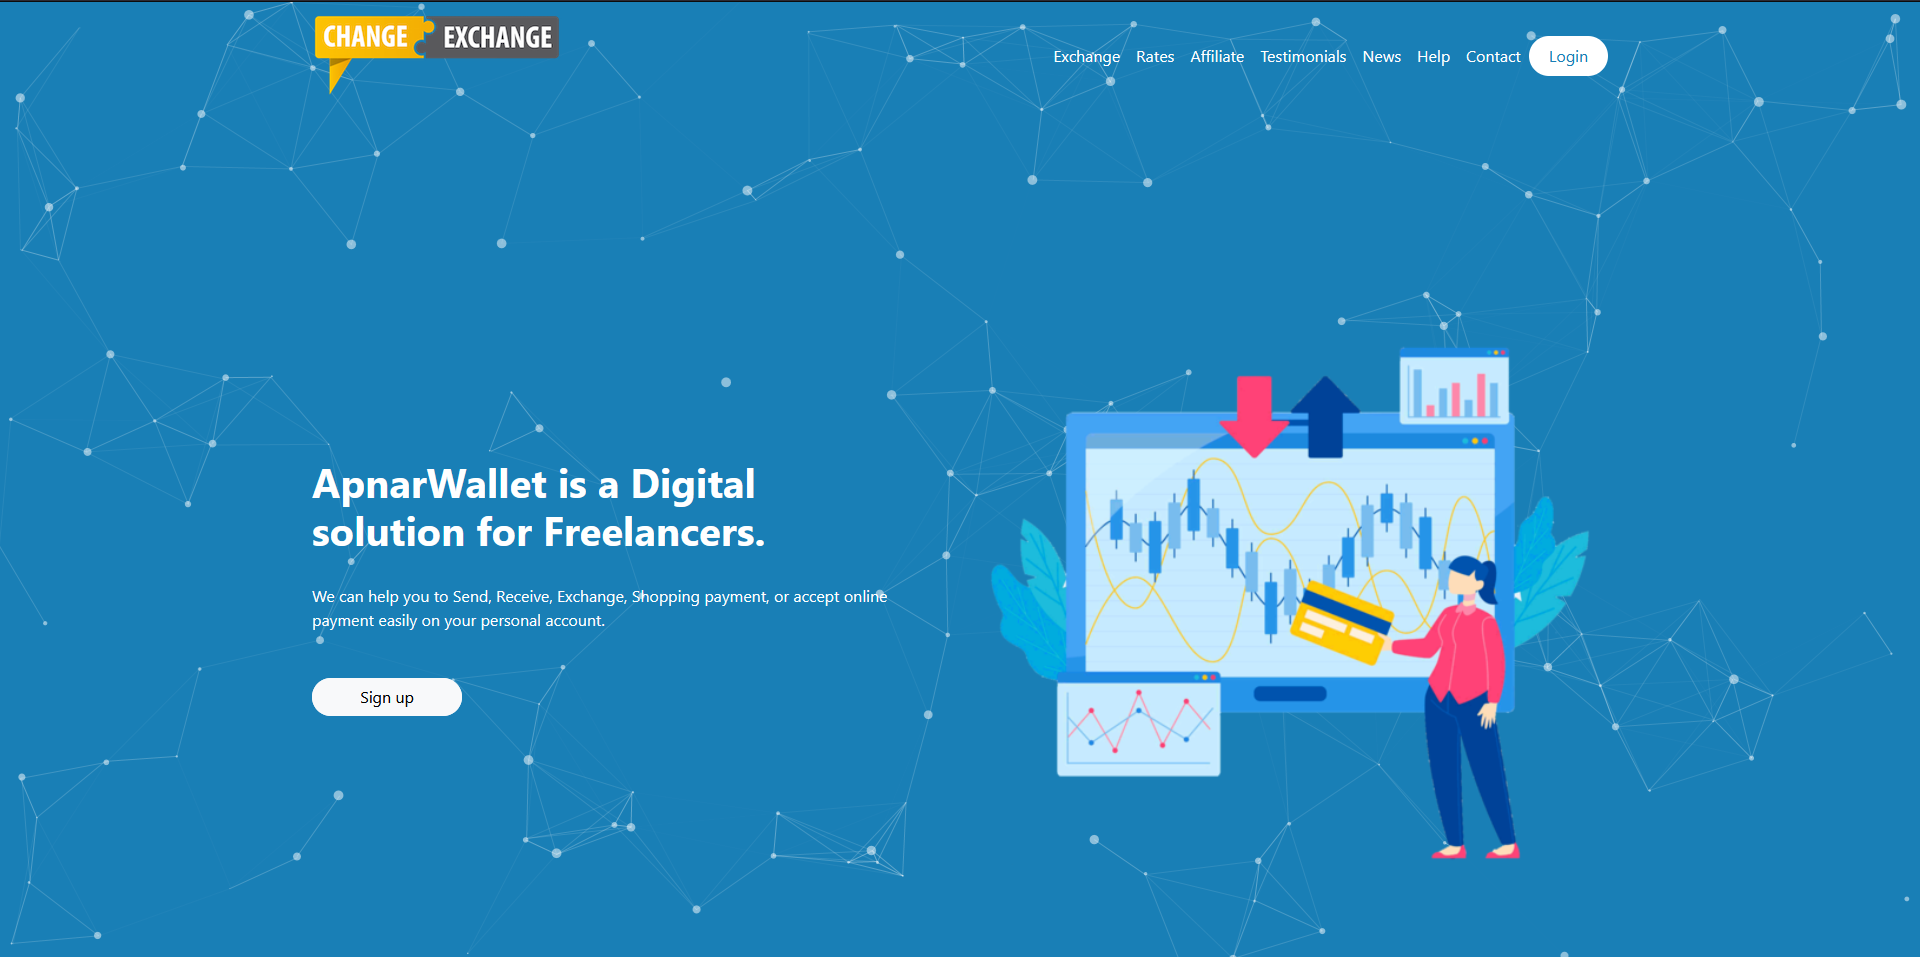 CHANGE EXCHANGE
Exchange Rates Affiliate Testimonials News Help Contact Login
ApnarWallet is a Digital
solution for Freelancers.
We can help you to Send, Receive, Exchange, Shopping payment, or accept online
payment easily on your personal account.
Sign up